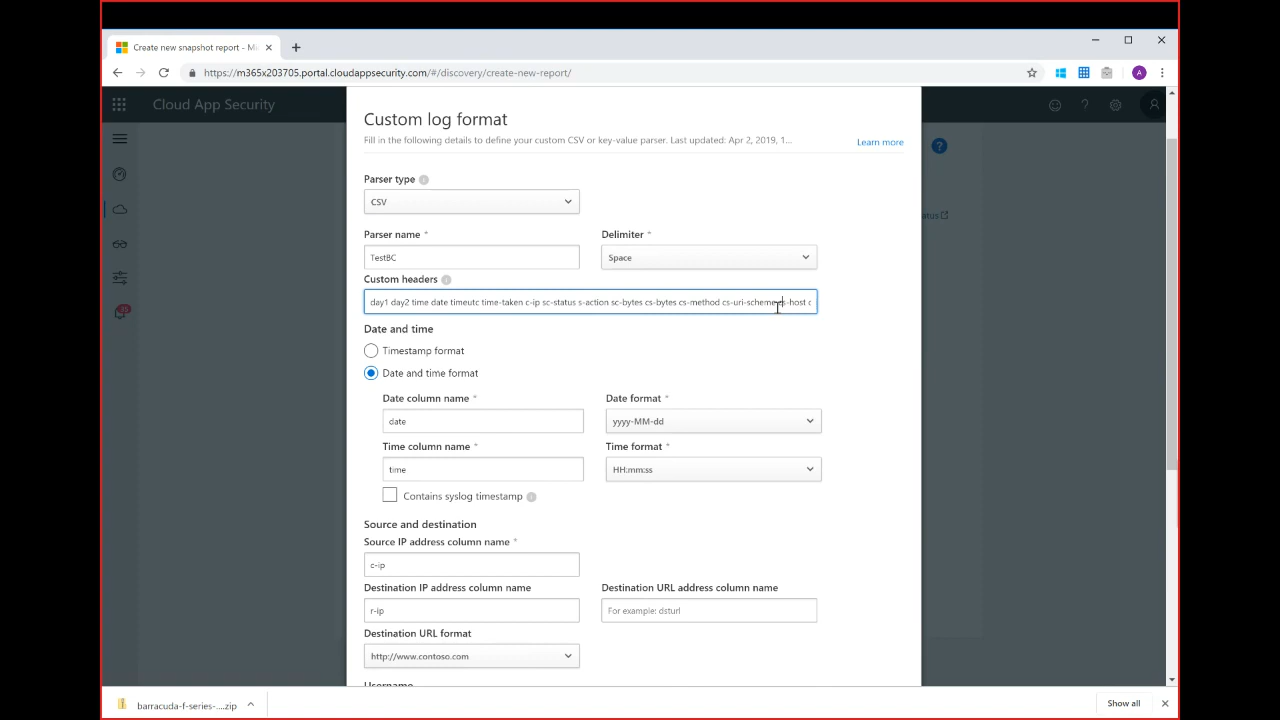 Create new snapshot report - Mi
https://m365x203705.portal.cloudappsecurity.com/#/discovery/create-new-report/
A
Cloud App Security
?
Custom log format
Fill in the following details to define your custom CSV or key-value parser. Last updated: Apr 2, 2019, 1...
Learn more
?
Parser type
CSV
atus
Parser name *
Delimiter *
TestBC
Space
Custom headers
day1 day2 time date timeutc time-taken c-ip sc-status s-action sc-bytes cs-bytes cs-method cs-uri-scheme cs-host c
Date and time
Timestamp format
Date and time format
Date column name *
Date format *
date
yyyy-MM-dd
Time column name *
Time format *
time
HH:mm:ss
Contains syslog timestamp
Source and destination
Source IP address column name *
c-ip
Destination IP address column name
Destination URL address column name
r-ip
For example: dsturl
Destination URL format
http://www.contoso.com
Username
barracuda-f-series-....zip
Show all